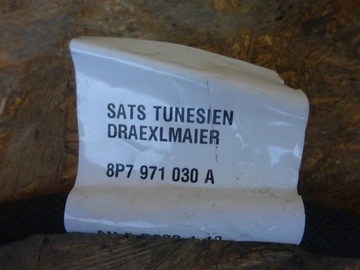 SATS TUNESIEN
DRAEXLMAIER
8P7 971 030 A